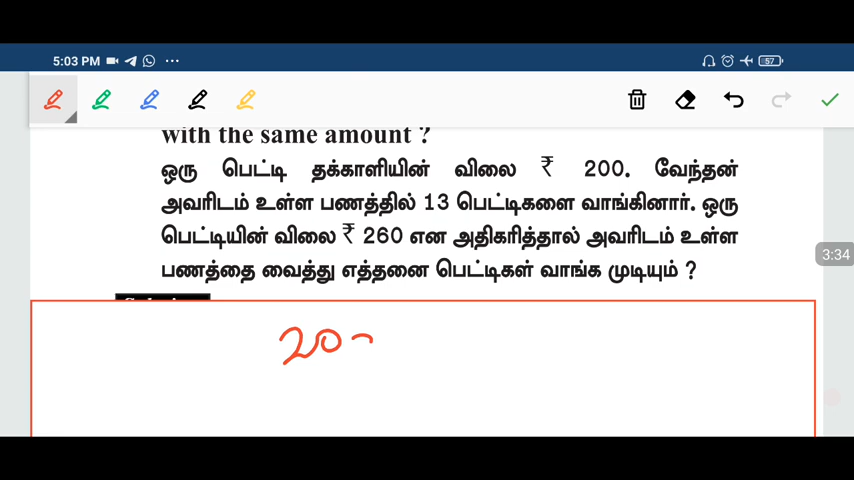 5:03 PM
57
with the same amount ?
ஒரு பெட்டி தக்காளியின் விலை ₹ 200. வேந்தன்
அவரிடம் உள்ள பணத்தில் 13 பெட்டிகளை வாங்கினார். ஒரு
பெட்டியின் விலை ₹ 260 என அதிகரித்தால் அவரிடம் உள்ள
3:34
பணத்தை வைத்து எத்தனை பெட்டிகள் வாங்க முடியும் ?
20